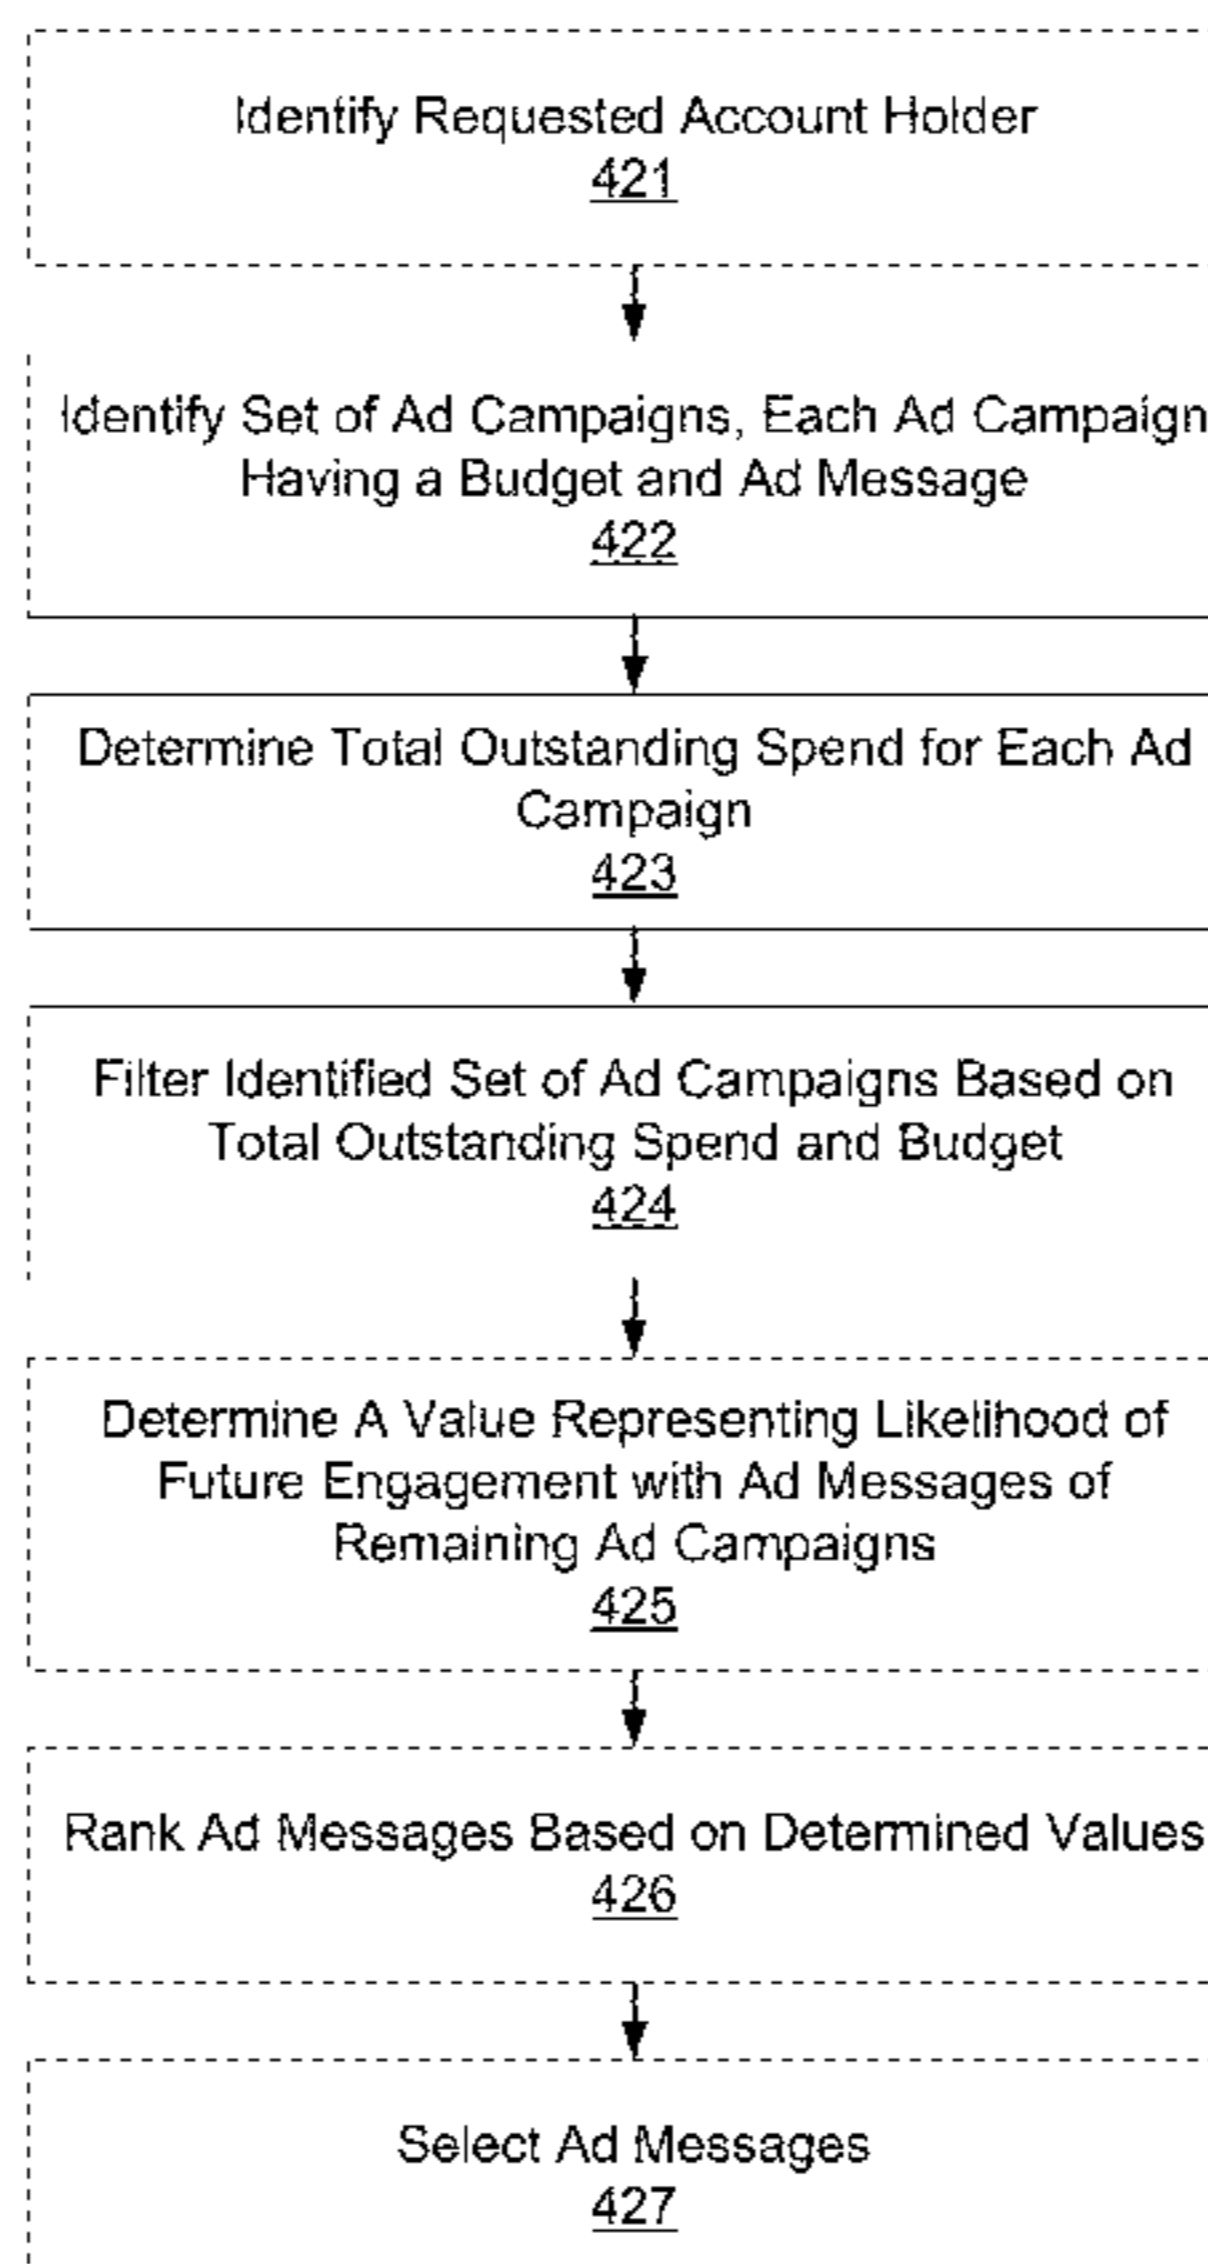 Identify Requested Account Holder
421
Identify Set of Ad Campaigns, Each Ad Campaign
Having a Budget and Ad Message
422
Determine Total Outstanding Spend for Each Ad
Campaign
423
Filter Identified Set of Ad Campaigns Based on
Total Outstanding Spend and Budget
424
Determine A Value Representing Likelihood of
Future Engagement with Ad Messages of
Remaining Ad Campaigns
425
Rank Ad Messages Based on Determined Values
426
Select Ad Messages
427